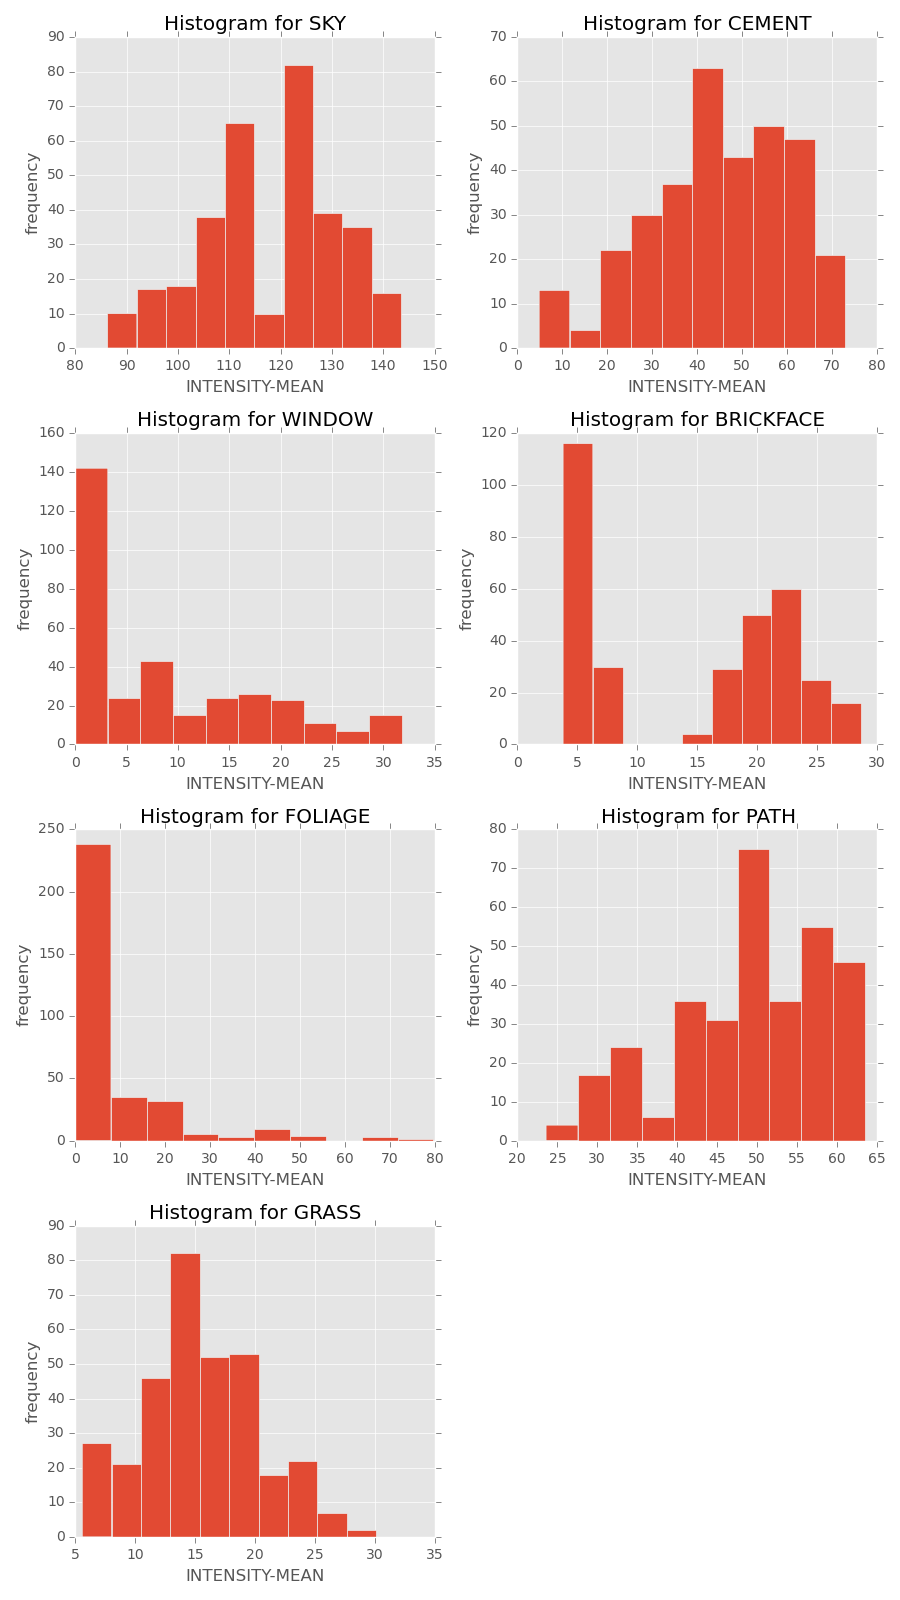 Histogram for SKY
90
80
70
60
50
40
30
20
10
0
frequency
80 90 100 110 120 130 140 150
INTENSITY-MEAN
Histogram for CEMENT
70
60
50
40
30
20
10
0
frequency
0 10 20 30 40 50 60 70 80
INTENSITY-MEAN
Histogram for WINDOW
160
140
120
100
80
60
40
20
0
frequency
0 5 10 15 20 25 30 35
INTENSITY-MEAN
Histogram for BRICKFACE
120
100
80
60
40
20
0
frequency
0 5 10 15 20 25 30
INTENSITY-MEAN
Histogram for FOLIAGE
250
200
150
100
50
0
frequency
0 10 20 30 40 50 60 70 80
INTENSITY-MEAN
Histogram for PATH
80
70
60
50
40
30
20
10
0
frequency
20 25 30 35 40 45 50 55 60 65
INTENSITY-MEAN
Histogram for GRASS
90
80
70
60
50
40
30
20
10
0
frequency
5 10 15 20 25 30 35
INTENSITY-MEAN